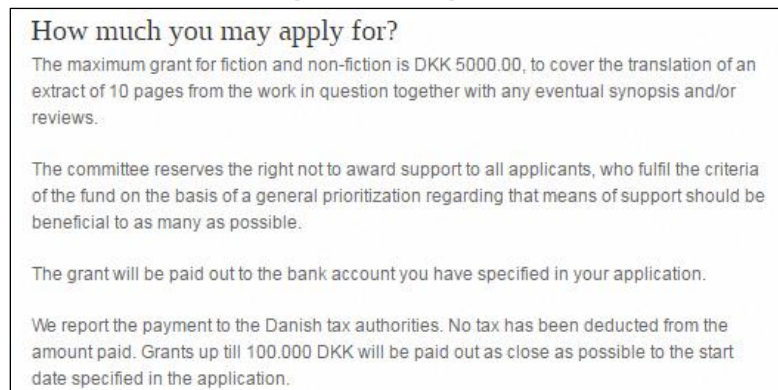 How much you may apply for?
The maximum grant for fiction and non-fiction is DKK 5000.00, to cover the translation of an
extract of 10 pages from the work in question together with any eventual synopsis and/or
reviews.
The committee reserves the right not to award support to all applicants, who fulfil the criteria
of the fund on the basis of a general prioritization regarding that means of support should be
beneficial to as many as possible.
The grant will be paid out to the bank account you have specified in your application.
We report the payment to the Danish tax authorities. No tax has been deducted from the
amount paid. Grants up till 100.000 DKK will be paid out as close as possible to the start
date specified in the application.